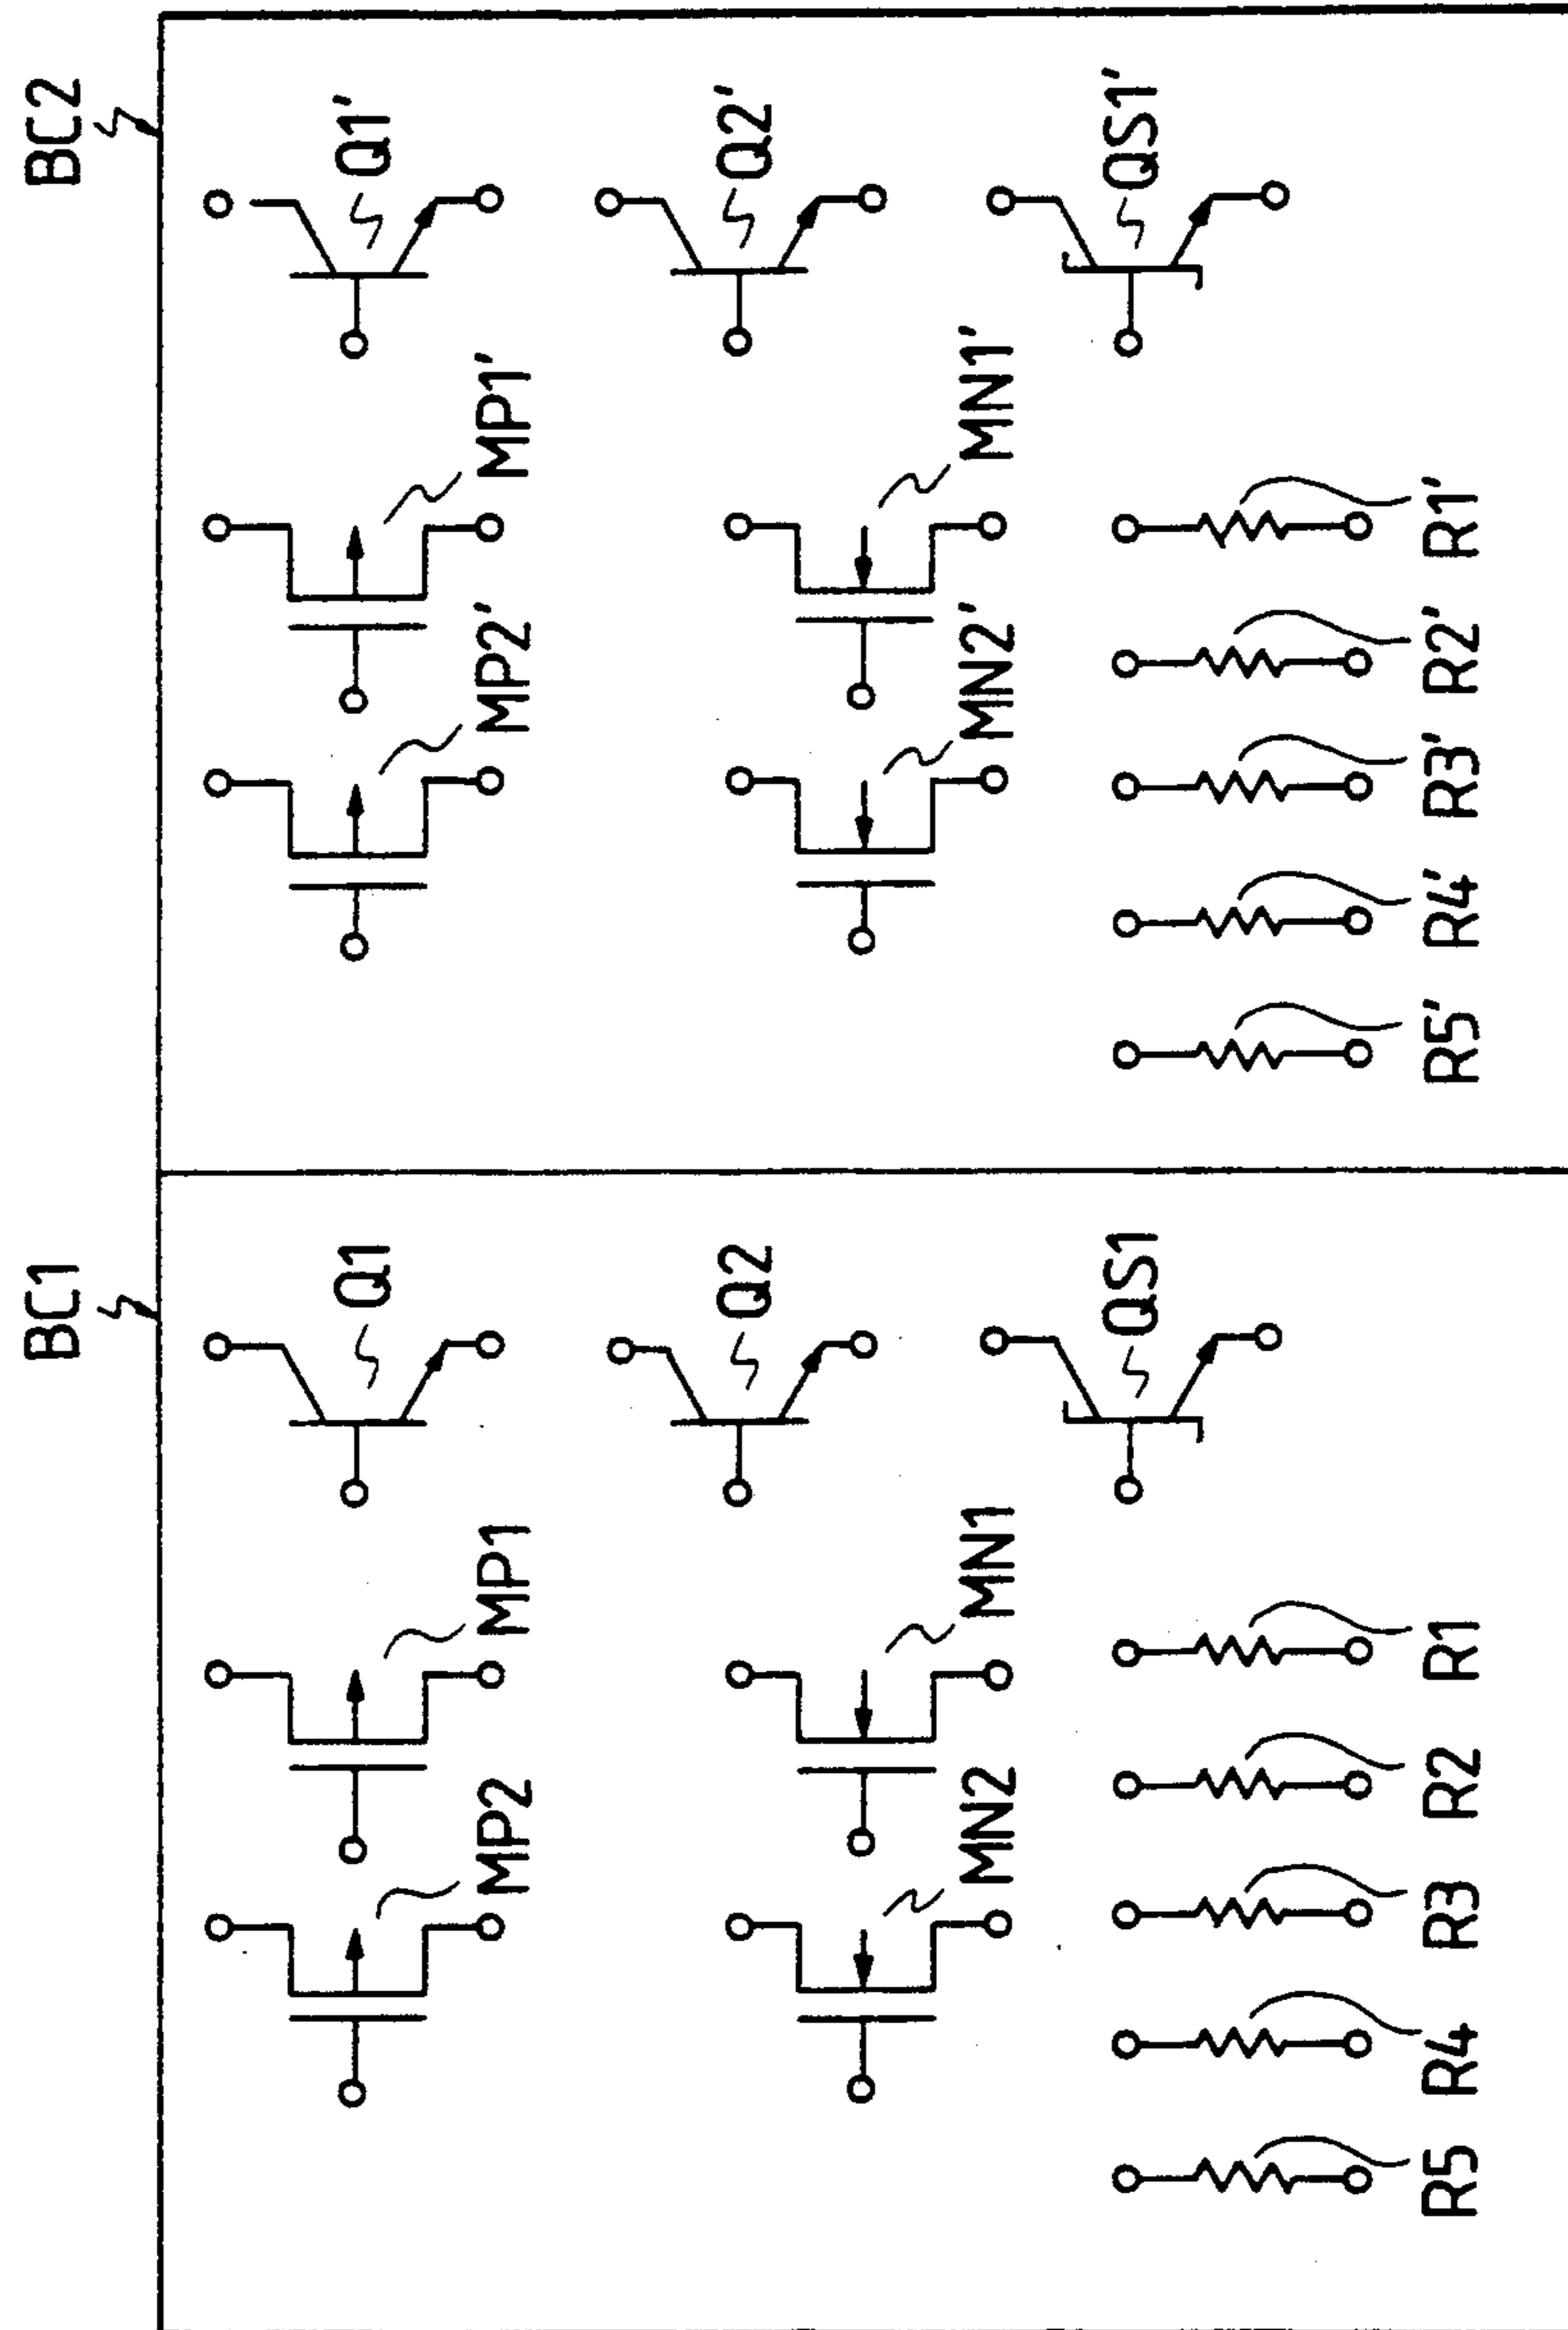 BC1
BC2
MP2
MP1
Q1
MP2'
MP1'
Q1'
Q2
Q2'
MN2
MN1
QS1
MN2'
MN1'
QS1'
R5
R4
R3
R2
R1
R5'
R4'
R3'
R2'
R1'